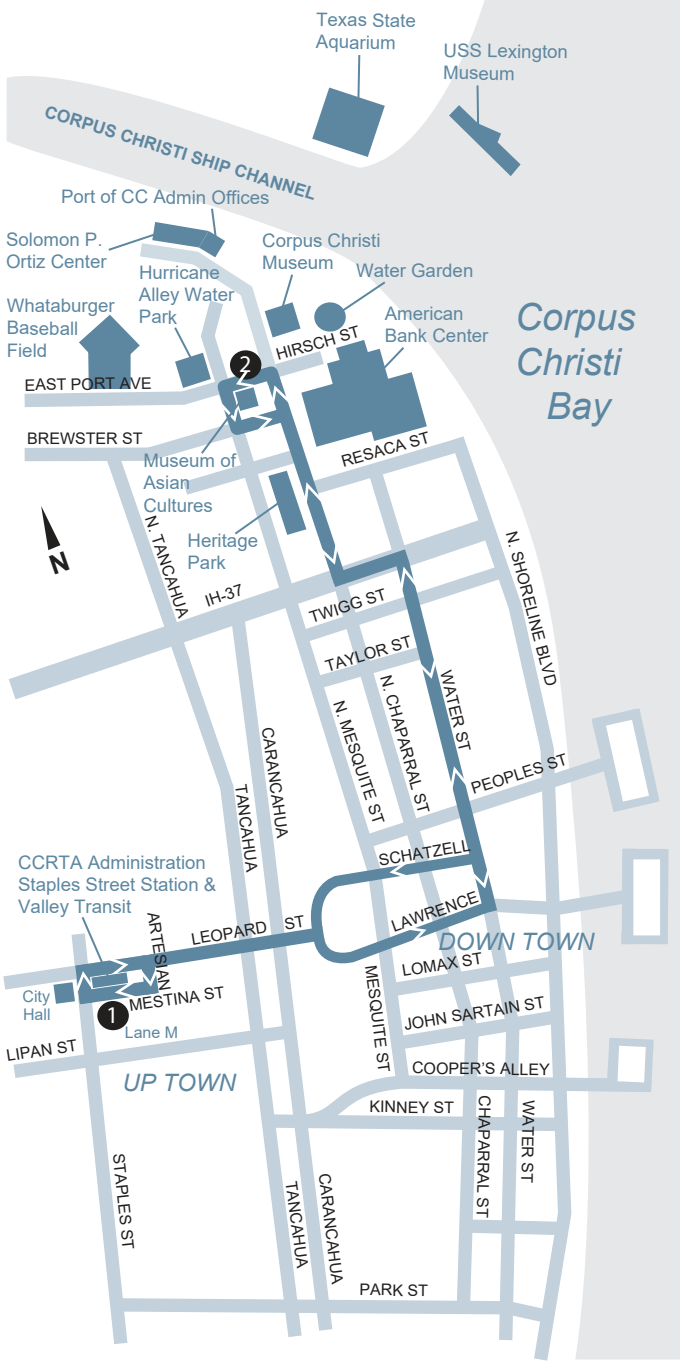 Texas State
Aquarium
USS Lexington
Museum
CORPUS CHRISTI SHIP CHANNEL
Port of CC Admin Offices
Solomon P.
Ortiz Center
Corpus Christi
Museum
Hurricane
Alley Water
Park
Water Garden
Whataburger
Baseball
Field
American
Bank Center
Corpus
Christi
Bay
HIRSCH ST
2
EAST PORT AVE
BREWSTER ST
RESACA ST
Museum of
Asian
Cultures
Heritage
Park
N
N. TANCAHUA
IH-37
N. SHORELINE BLVD
TWIGG ST
TAYLOR ST
WATER ST
N. CHAPARRAL ST
N. MESQUITE ST
CARANCAHUA
TANCAHUA
PEOPLES ST
SCHATZELL
CCRTA Administration
Staples Street Station &
Valley Transit
ARTESIAN
LEOPARD ST
LAWRENCE
DOWN TOWN
LOMAX ST
MESQUITE ST
City
Hall
MESTINA ST
1
Lane M
JOHN SARTAIN ST
LIPAN ST
COOPER'S ALLEY
UP TOWN
KINNEY ST
CHAPARRAL ST
WATER ST
STAPLES ST
TANCAHUA
CARANCAHUA
PARK ST